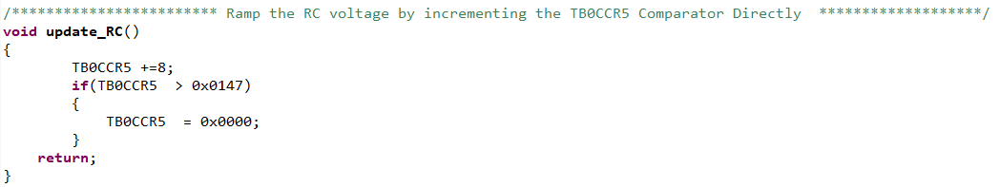 /************************ Ramp the RC voltage by incrementing the TB0CCR5 Comparator Directly  *******************/
void update_RC()
{
        TB0CCR5 +=8;
        if(TB0CCR5  > 0x0147)
        {
            TB0CCR5  = 0x0000;
        }
    return;
}